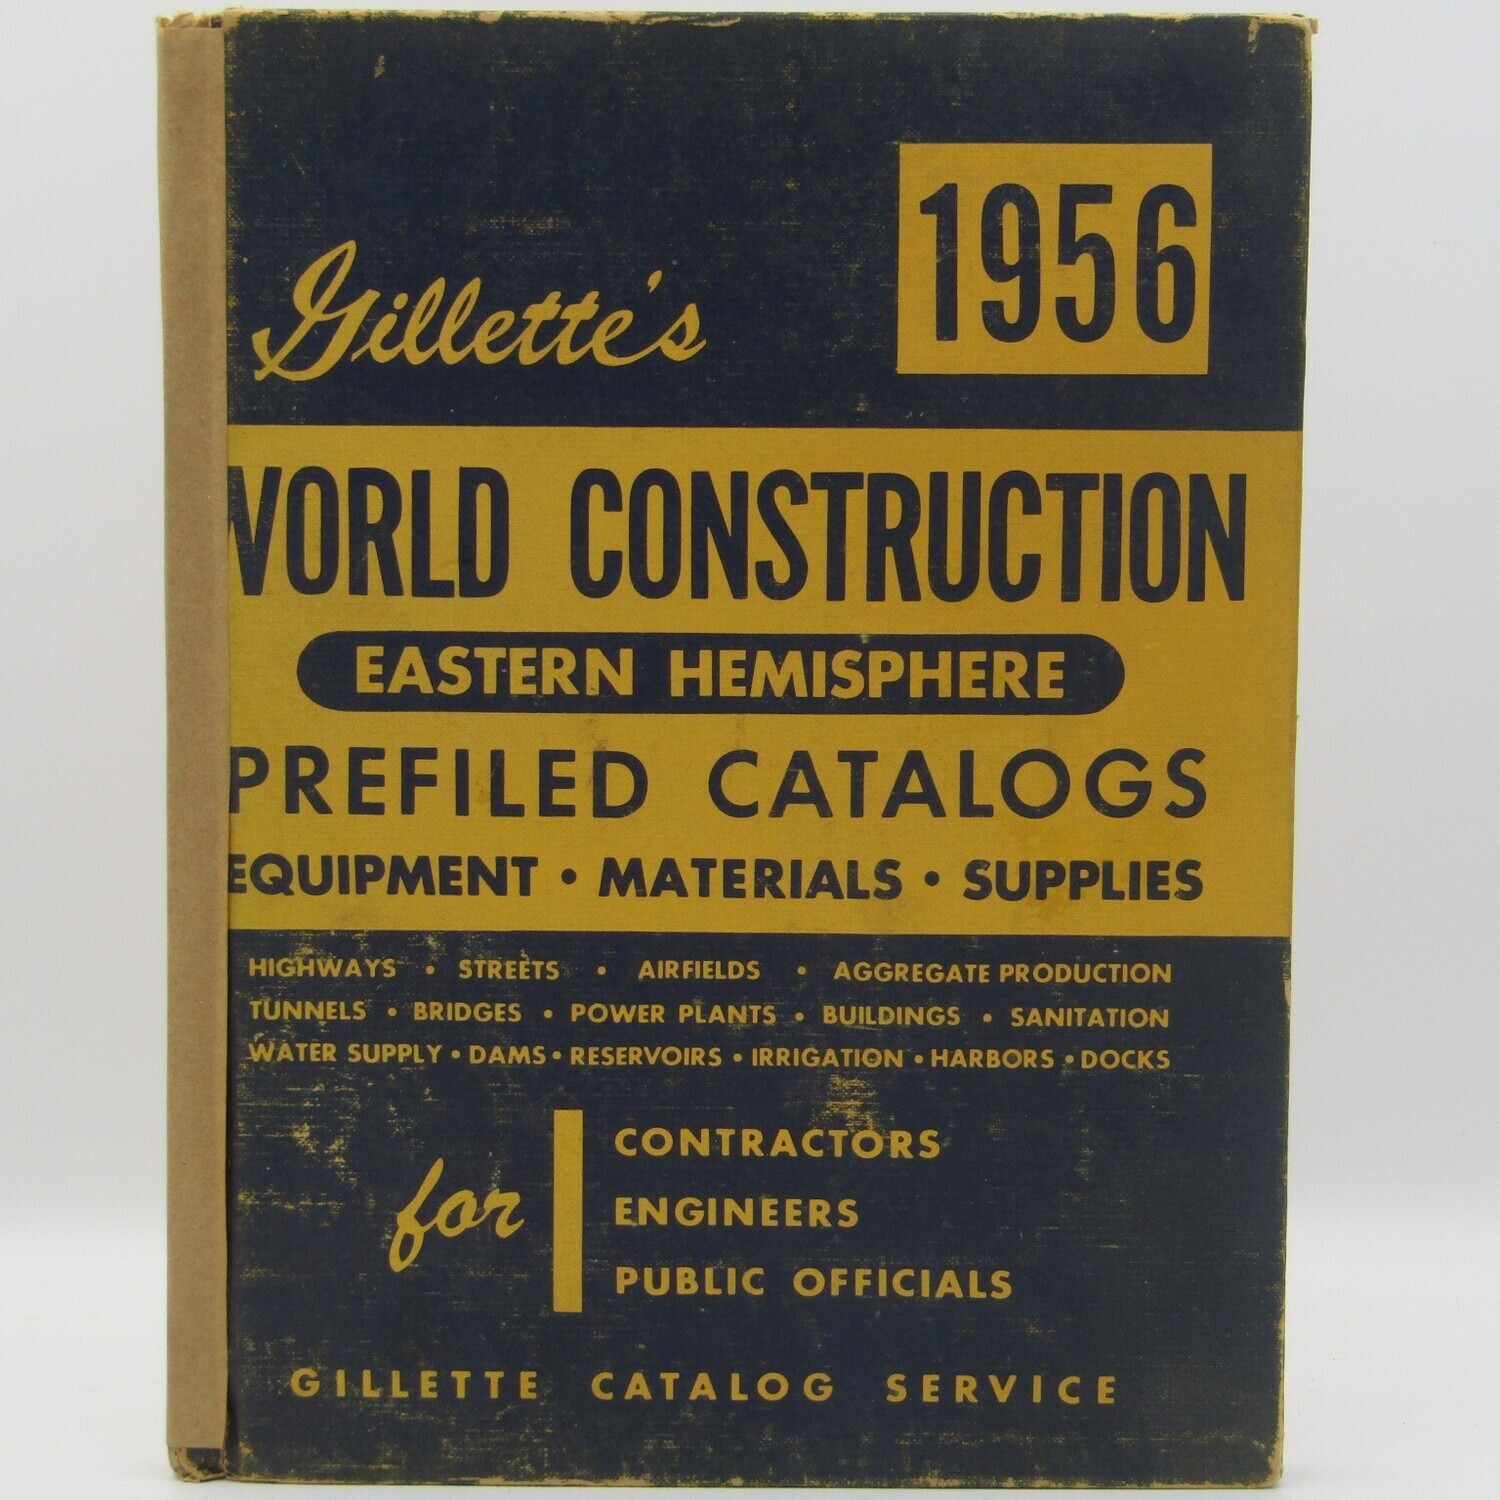 1956
Gillette's
WORLD CONSTRUCTION
EASTERN HEMISPHERE
PREFILED CATALOGS
EQUIPMENT • MATERIALS • SUPPLIES
HIGHWAYS • STREETS • AIRFIELDS • AGGREGATE PRODUCTION
TUNNELS • BRIDGES • POWER PLANTS • BUILDINGS • SANITATION
WATER SUPPLY • DAMS • RESERVOIRS • IRRIGATION • HARBORS • DOCKS
for
CONTRACTORS
ENGINEERS
PUBLIC OFFICIALS
GILLETTE CATALOG SERVICE